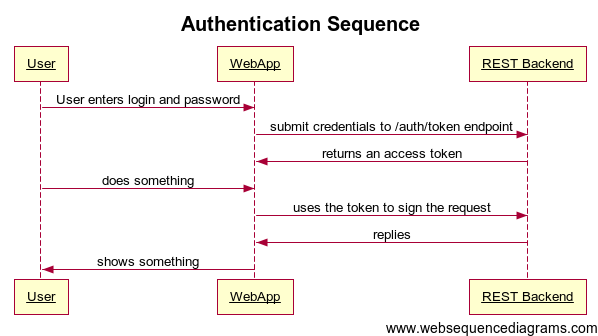 Authentication Sequence
User WebApp REST Backend
User enters login and password
submit credentials to /auth/token endpoint
returns an access token
does something
uses the token to sign the request
replies
shows something
User WebApp REST Backend
www.websequencediagrams.com